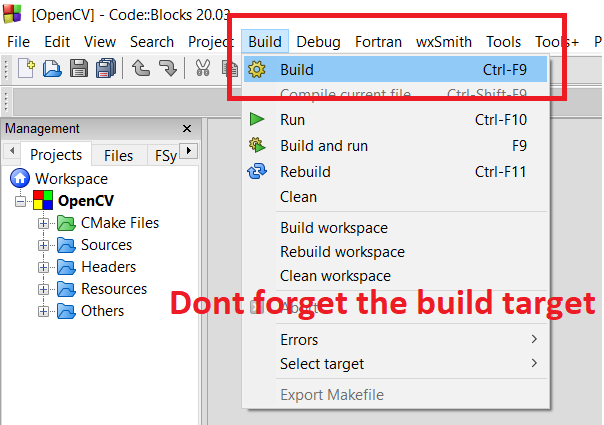 [OpenCV] - Code::Blocks 20.03
File Edit View Search Project Build Debug Fortran wxSmith Tools Tools+ P
Build Ctrl-F9
Compile current file Ctrl-Shift-F9
Management
Run Ctrl-F10
Projects Files FSy
Build and run F9
Workspace
Rebuild Ctrl-F11
OpenCV
Clean
CMake Files
Build workspace
Sources
Rebuild workspace
Headers
Clean workspace
Resources
Dont forget the build target
Others
Abort
Errors
Select target
Export Makefile